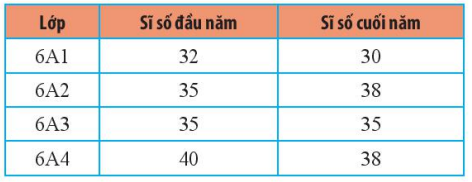 Lớp Sĩ số đầu năm Sĩ số cuối năm
6A1 32 30
6A2 35 38
6A3 35 35
6A4 40 38